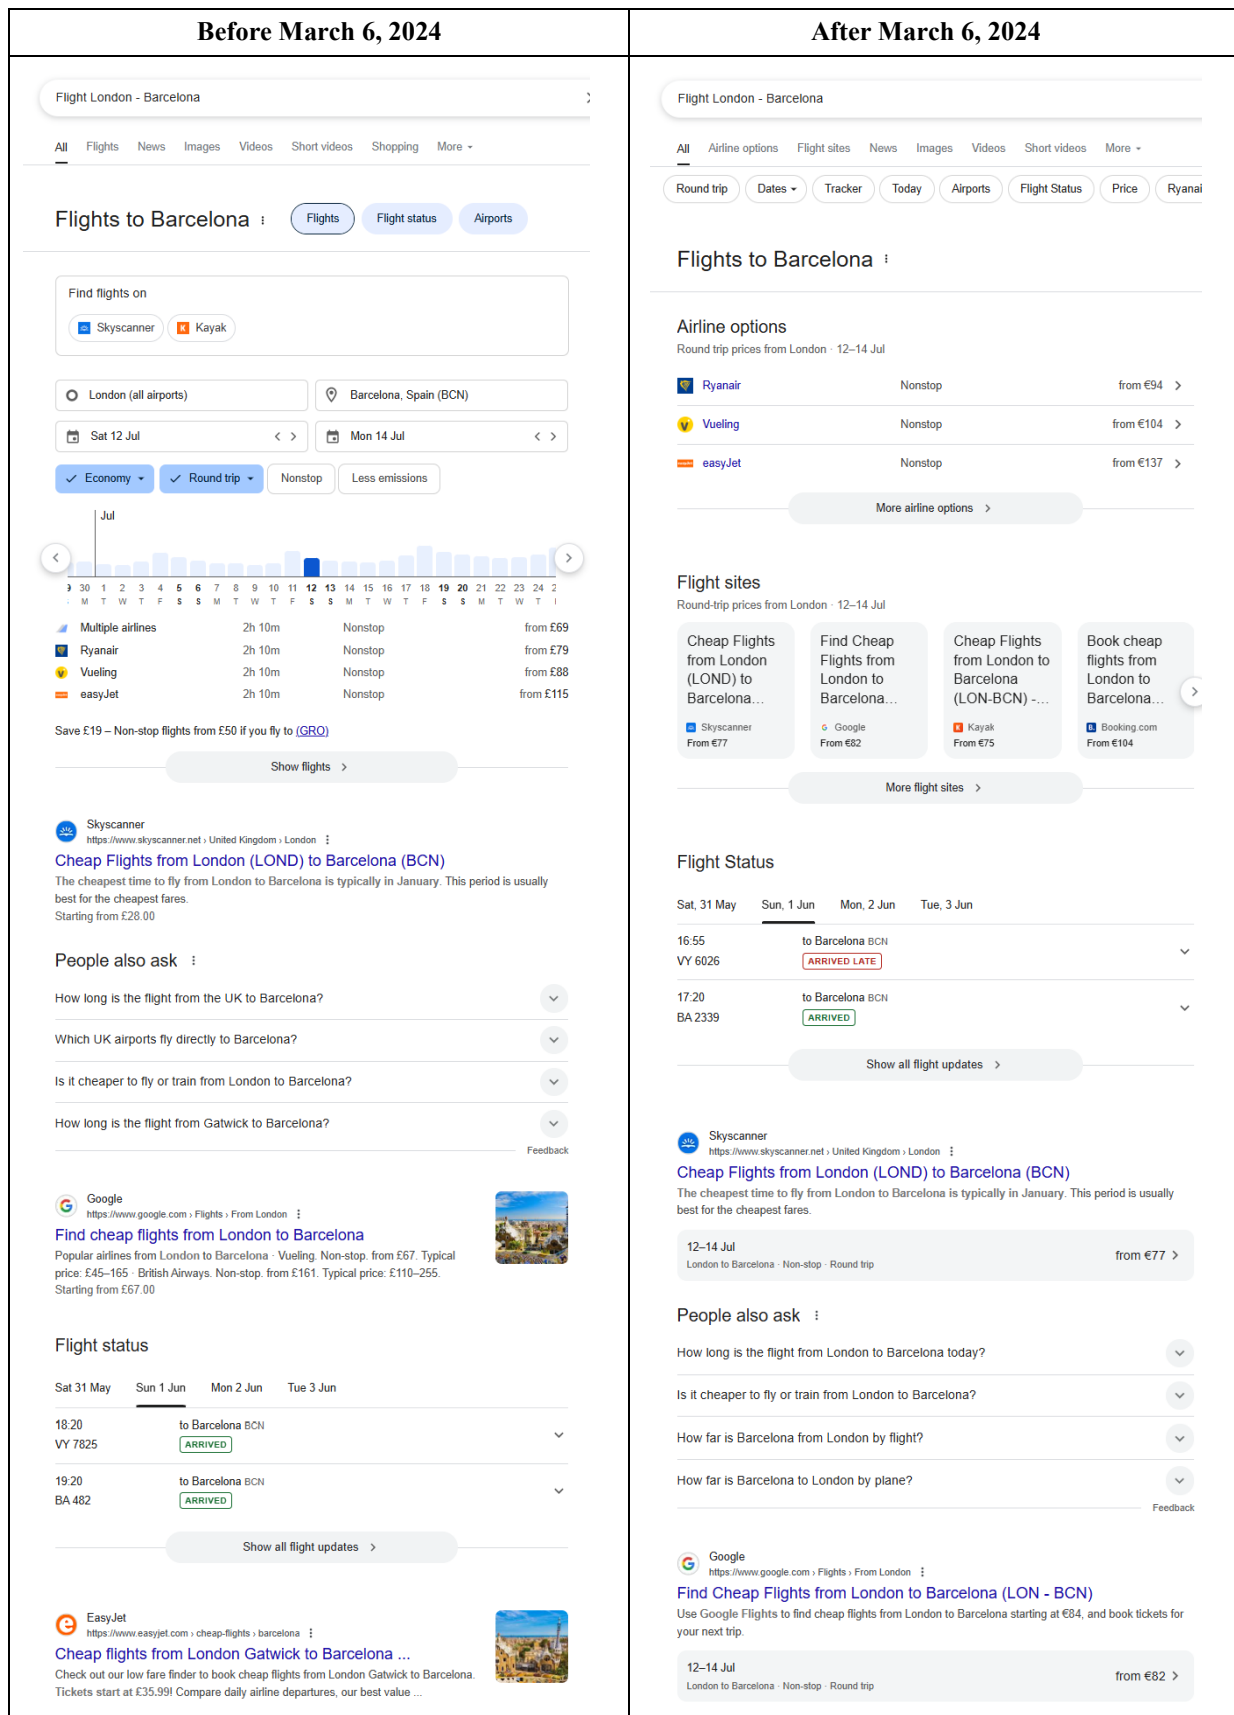 Before March 6, 2024
Flight London - Barcelona
All Flights News Images Videos Short videos Shopping More
Flights to Barcelona Flights Flight status Airports
Find flights on
Skyscanner Kayak
London (all airports) Barcelona, Spain (BCN)
Sat 12 Jul Mon 14 Jul
Economy Round trip Nonstop Less emissions
Jul
30 1 2 3 4 5 6 7 8 9 10 11 12 13 14 15 16 17 18 19 20 21 22 23 24
M T W T F S S M T W T F S S M T W T F S S M T W T
Multiple airlines 2h 10m Nonstop from £69
Ryanair 2h 10m Nonstop from £79
Vueling 2h 10m Nonstop from £88
easyJet 2h 10m Nonstop from £115
Save £19 – Non-stop flights from £50 if you fly to (GRO)
Show flights
Skyscanner
https://www.skyscanner.net › United Kingdom › London
Cheap Flights from London (LOND) to Barcelona (BCN)
The cheapest time to fly from London to Barcelona is typically in January. This period is usually
best for the cheapest fares.
Starting from £28.00
People also ask
How long is the flight from the UK to Barcelona?
Which UK airports fly directly to Barcelona?
Is it cheaper to fly or train from London to Barcelona?
How long is the flight from Gatwick to Barcelona?
Feedback
Google
https://www.google.com › Flights › From London
Find cheap flights from London to Barcelona
Popular airlines from London to Barcelona · Vueling. Non-stop. from £67. Typical
price: £45–165 · British Airways. Non-stop. from £161. Typical price: £110–255.
Starting from £67.00
Flight status
Sat 31 May Sun 1 Jun Mon 2 Jun Tue 3 Jun
18:20 to Barcelona BCN
VY 7825 ARRIVED
19:20 to Barcelona BCN
BA 482 ARRIVED
Show all flight updates
EasyJet
https://www.easyjet.com › cheap-flights › barcelona
Cheap flights from London Gatwick to Barcelona ...
Check out our low fare finder to book cheap flights from London Gatwick to Barcelona.
Tickets start at £35.99! Compare daily airline departures, our best value ...
After March 6, 2024
Flight London - Barcelona
All Airline options Flight sites News Images Videos Short videos More
Round trip Dates Tracker Today Airports Flight Status Price Ryanai
Flights to Barcelona
Airline options
Round trip prices from London · 12–14 Jul
Ryanair Nonstop from €94
Vueling Nonstop from €104
easyJet Nonstop from €137
More airline options
Flight sites
Round-trip prices from London · 12–14 Jul
Cheap Flights from London (LOND) to Barcelona...
Skyscanner
From €77
Find Cheap Flights from London to Barcelona...
Google
From €82
Cheap Flights from London to Barcelona (LON-BCN) -...
Kayak
From €75
Book cheap flights from London to Barcelona...
Booking.com
From €104
More flight sites
Flight Status
Sat, 31 May Sun, 1 Jun Mon, 2 Jun Tue, 3 Jun
16:55 to Barcelona BCN
VY 6026 ARRIVED LATE
17:20 to Barcelona BCN
BA 2339 ARRIVED
Show all flight updates
Skyscanner
https://www.skyscanner.net › United Kingdom › London
Cheap Flights from London (LOND) to Barcelona (BCN)
The cheapest time to fly from London to Barcelona is typically in January. This period is usually
best for the cheapest fares.
12–14 Jul
London to Barcelona · Non-stop · Round trip from €77
People also ask
How long is the flight from London to Barcelona today?
Is it cheaper to fly or train from London to Barcelona?
How far is Barcelona from London by flight?
How far is Barcelona to London by plane?
Feedback
Google
https://www.google.com › Flights › From London
Find Cheap Flights from London to Barcelona (LON - BCN)
Use Google Flights to find cheap flights from London to Barcelona starting at €84, and book tickets for
your next trip.
12–14 Jul
London to Barcelona · Non-stop · Round trip from €82